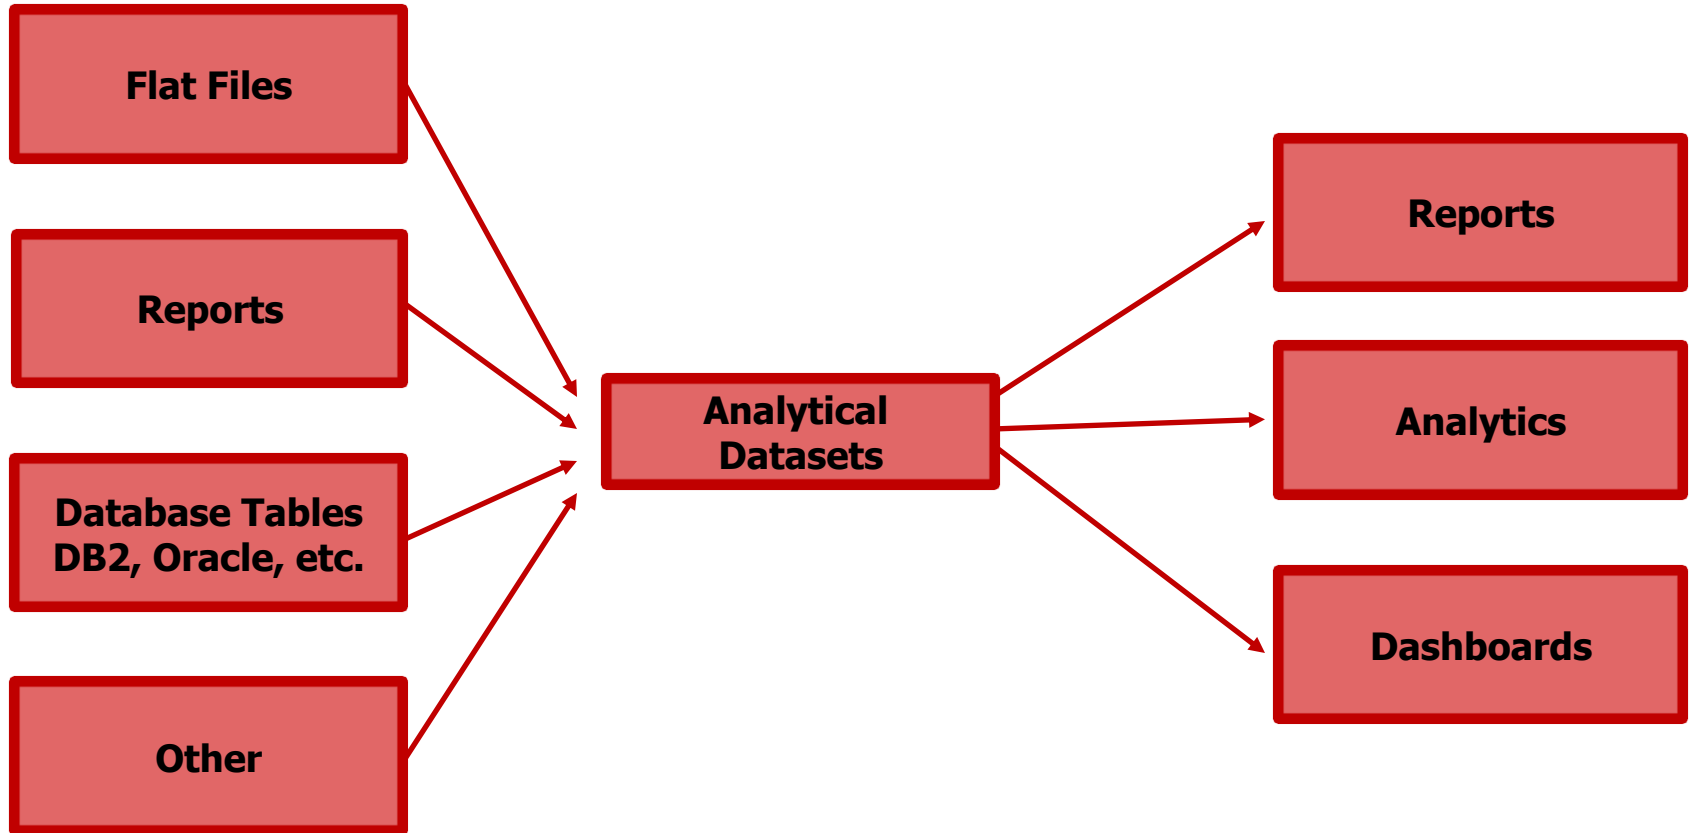 Flat Files
Reports
Database Tables
DB2, Oracle, etc.
Other
Analytical
Datasets
Reports
Analytics
Dashboards